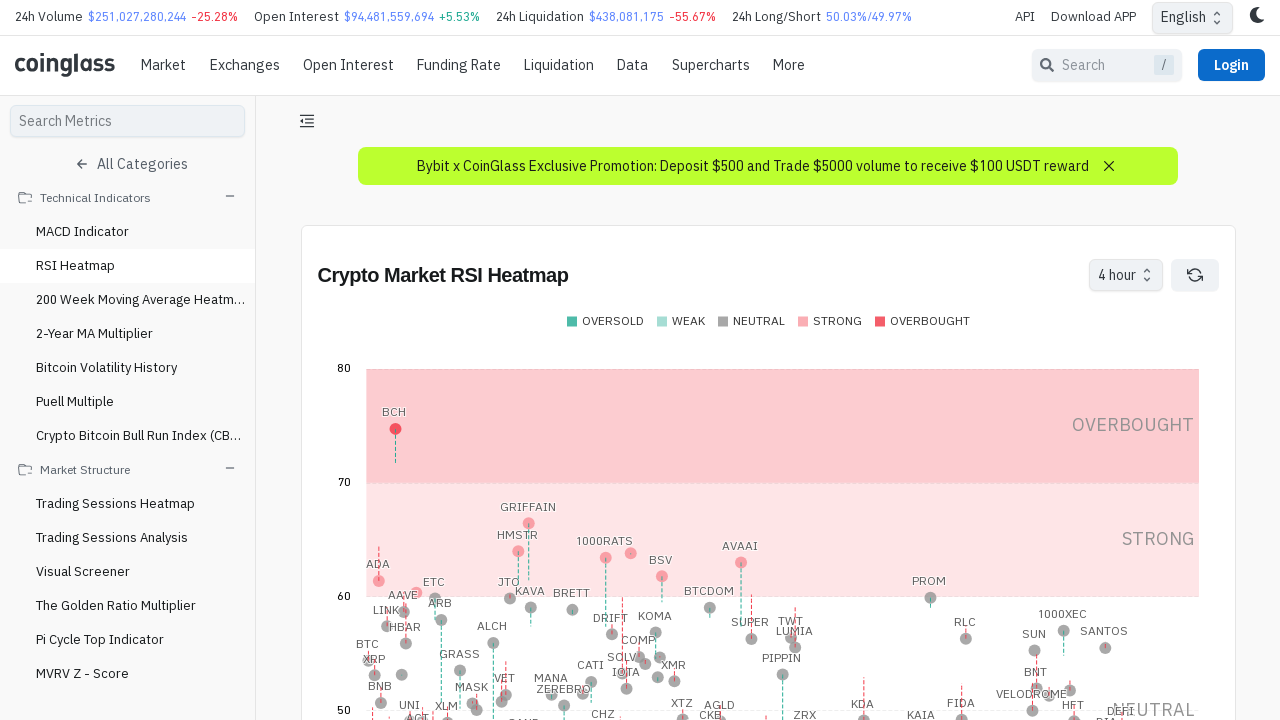 24h Volume $251,027,280,244 -25.28% Open Interest $94,481,559,694 +5.53% 24h Liquidation $438,081,175 -55.67% 24h Long/Short 50.03%/49.97% API Download APP English
coinglass Market Exchanges Open Interest Funding Rate Liquidation Data Supercharts More Search / Login
Search Metrics
All Categories
Technical Indicators
MACD Indicator
RSI Heatmap
200 Week Moving Average Heatm...
2-Year MA Multiplier
Bitcoin Volatility History
Puell Multiple
Crypto Bitcoin Bull Run Index (CB...
Market Structure
Trading Sessions Heatmap
Trading Sessions Analysis
Visual Screener
The Golden Ratio Multiplier
Pi Cycle Top Indicator
MVRV Z - Score
Bybit x CoinGlass Exclusive Promotion: Deposit $500 and Trade $5000 volume to receive $100 USDT reward
Crypto Market RSI Heatmap
4 hour
OVERSOLD WEAK NEUTRAL STRONG OVERBOUGHT
80
BCH
OVERBOUGHT
70
GRIFFAIN
HMSTR
1000RATS
STRONG
AVAAI
BSV
ADA
ETC
JTO
KAVA
BRETT
BTCDOM
PROM
60
AAVE
ARB
LINK
HBAR
ALCH
DRIFT
KOMA
SUPER
TWT
LUMIA
RLC
1000XEC
SUN
SANTOS
BTC
XRP
GRASS
COMP
SOLV
CATI
IOTA
XMR
PIPPIN
BNT
BNB
MASK
VET
MANA
ZEREBRO
VELODROME
UNI
XLM
XTZ
AGLD
CHZ
CKB
ZRX
KDA
KAIA
FIDA
HFT
DEFI
50
NEUTRAL